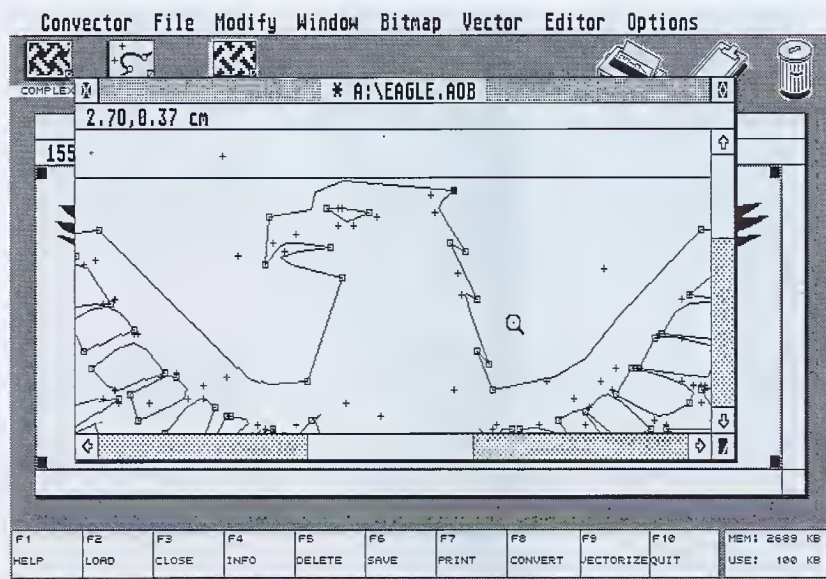 Convector File Modify Window Bitmap Vector Editor Options
COMPLEX
* A:\EAGLE.AOB
2.70,0.37 cm
155
F1 F2 F3 F4 F5 F6 F7 F8 F9 F10 MEM: 2689 KB
HELP LOAD CLOSE INFO DELETE SAVE PRINT CONVERT VECTORIZE QUIT USE: 100 KB